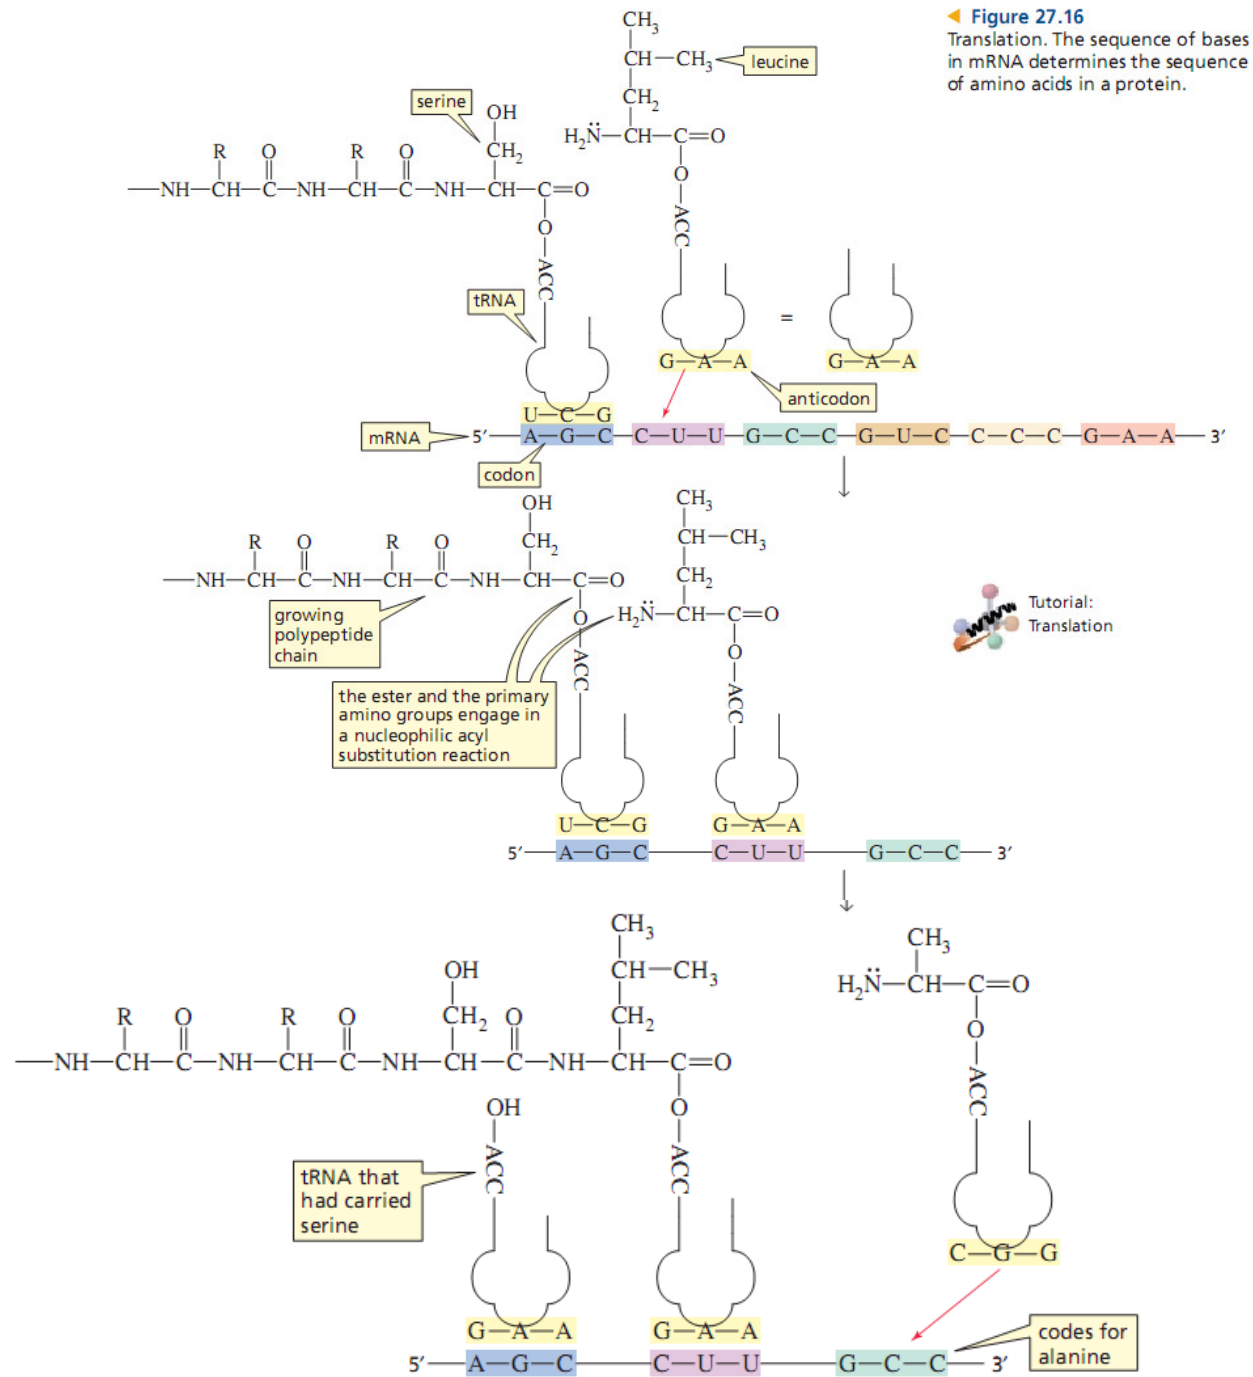 Figure 27.16
Translation. The sequence of bases
in mRNA determines the sequence
of amino acids in a protein.
CH₃
CH—CH₃
leucine
CH₂
H₂N̈—CH—C=O
O
ACC
serine
OH
CH₂
R O R O
—NH—CH—C—NH—CH—C—NH—CH—C=O
O
ACC
tRNA
=
G—A—A
G—A—A
anticodon
U—C—G
mRNA
5′—A—G—C—C—U—U—G—C—C—G—U—C—C—C—C—G—A—A—3′
codon
OH
CH₂
CH₃
CH—CH₃
CH₂
R O R O
—NH—CH—C—NH—CH—C—NH—CH—C=O
O
ACC
H₂N̈—CH—C=O
O
ACC
growing
polypeptide
chain
the ester and the primary
amino groups engage in
a nucleophilic acyl
substitution reaction
Tutorial:
Translation
U—C—G
G—A—A
5′—A—G—C—C—U—U—G—C—C—3′
CH₃
CH—CH₃
CH₂
OH
CH₂
R O R O O
—NH—CH—C—NH—CH—C—NH—CH—C—NH—CH—C=O
O
ACC
OH
ACC
CH₃
H₂N̈—CH—C=O
O
ACC
tRNA that
had carried
serine
C—G—G
G—A—A
G—A—A
5′—A—G—C—C—U—U—G—C—C—3′
codes for
alanine